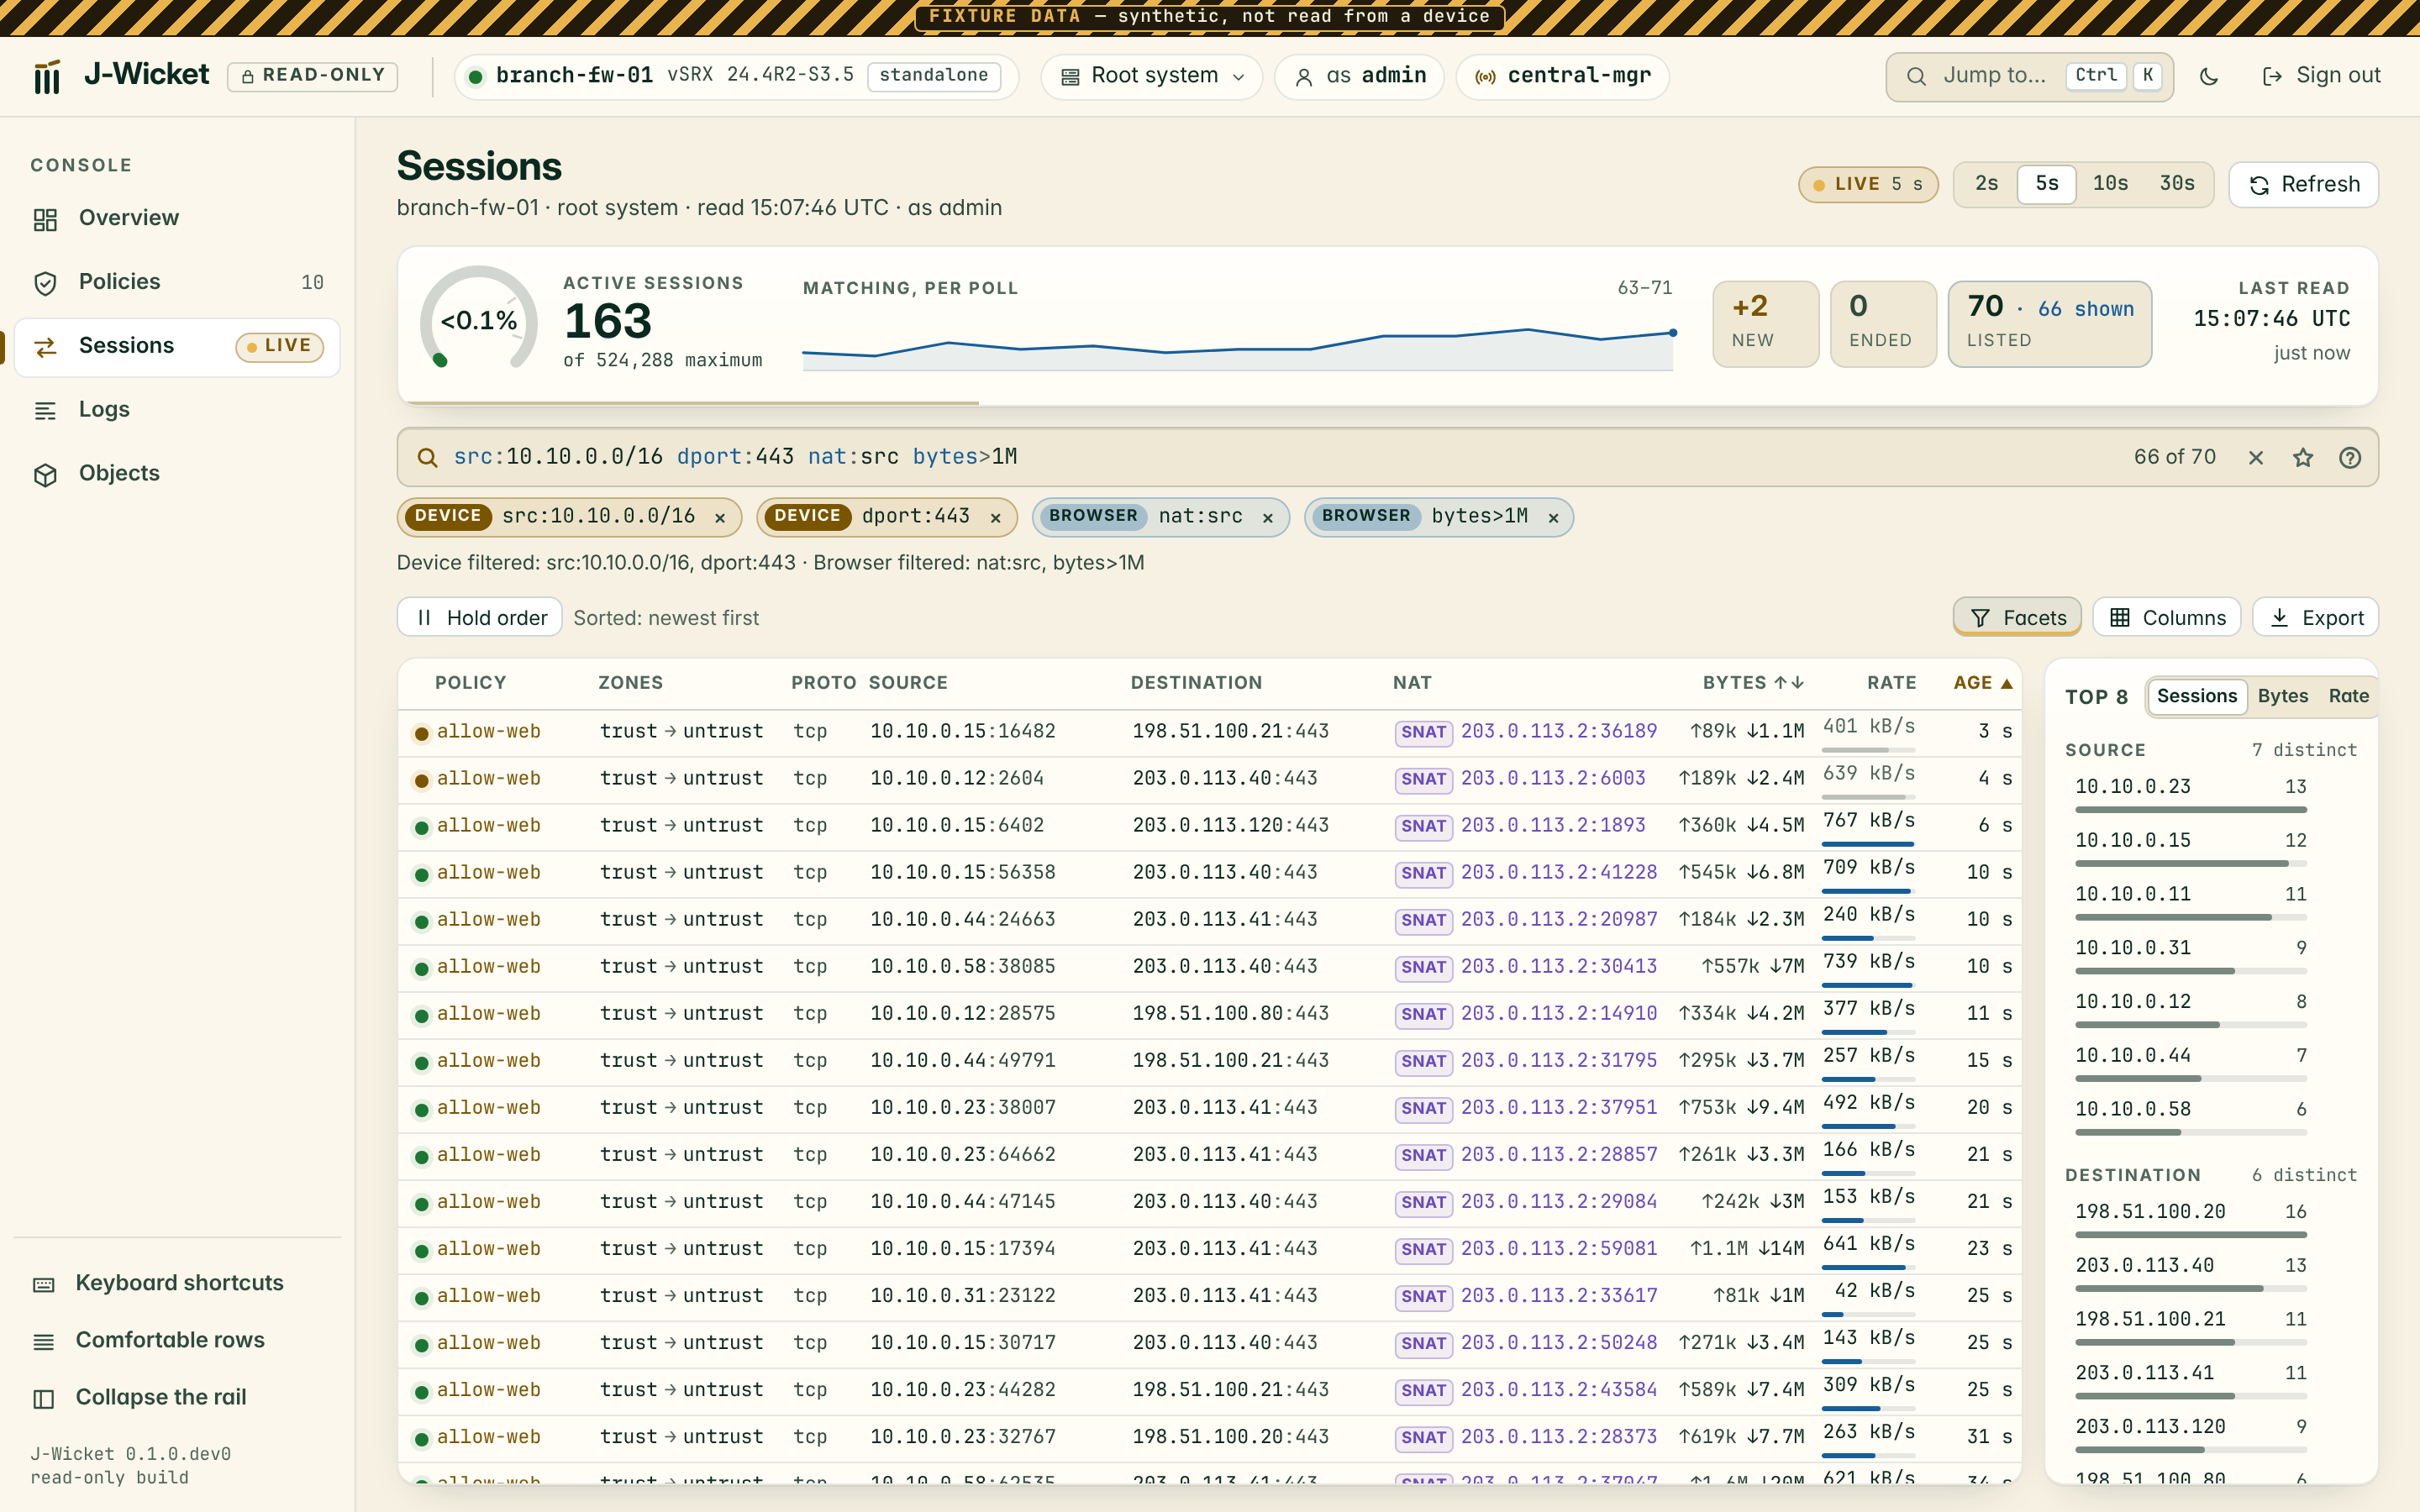 FIXTURE DATA — synthetic, not read from a device
J-Wicket READ-ONLY branch-fw-01 vSRX 24.4R2-S3.5 standalone Root system as admin central-mgr Jump to... Ctrl K Sign out
CONSOLE
Overview
Policies 10
Sessions LIVE
Logs
Objects
Keyboard shortcuts
Comfortable rows
Collapse the rail
J-Wicket 0.1.0.dev0
read-only build
Sessions
branch-fw-01 · root system · read 15:07:46 UTC · as admin
LIVE 5 s 2s 5s 10s 30s Refresh
<0.1%
ACTIVE SESSIONS
163
of 524,288 maximum
MATCHING, PER POLL 63–71
+2
NEW
0
ENDED
70 · 66 shown
LISTED
LAST READ
15:07:46 UTC
just now
src:10.10.0.0/16 dport:443 nat:src bytes>1M 66 of 70
DEVICE src:10.10.0.0/16 × DEVICE dport:443 × BROWSER nat:src × BROWSER bytes>1M ×
Device filtered: src:10.10.0.0/16, dport:443 · Browser filtered: nat:src, bytes>1M
Hold order Sorted: newest first Facets Columns Export
POLICY ZONES PROTO SOURCE DESTINATION NAT BYTES ↑↓ RATE AGE ▲
allow-web trust → untrust tcp 10.10.0.15:16482 198.51.100.21:443 SNAT 203.0.113.2:36189 ↑89k ↓1.1M 401 kB/s 3 s
allow-web trust → untrust tcp 10.10.0.12:2604 203.0.113.40:443 SNAT 203.0.113.2:6003 ↑189k ↓2.4M 639 kB/s 4 s
allow-web trust → untrust tcp 10.10.0.15:6402 203.0.113.120:443 SNAT 203.0.113.2:1893 ↑360k ↓4.5M 767 kB/s 6 s
allow-web trust → untrust tcp 10.10.0.15:56358 203.0.113.40:443 SNAT 203.0.113.2:41228 ↑545k ↓6.8M 709 kB/s 10 s
allow-web trust → untrust tcp 10.10.0.44:24663 203.0.113.41:443 SNAT 203.0.113.2:20987 ↑184k ↓2.3M 240 kB/s 10 s
allow-web trust → untrust tcp 10.10.0.58:38085 203.0.113.40:443 SNAT 203.0.113.2:30413 ↑557k ↓7M 739 kB/s 10 s
allow-web trust → untrust tcp 10.10.0.12:28575 198.51.100.80:443 SNAT 203.0.113.2:14910 ↑334k ↓4.2M 377 kB/s 11 s
allow-web trust → untrust tcp 10.10.0.44:49791 198.51.100.21:443 SNAT 203.0.113.2:31795 ↑295k ↓3.7M 257 kB/s 15 s
allow-web trust → untrust tcp 10.10.0.23:38007 203.0.113.41:443 SNAT 203.0.113.2:37951 ↑753k ↓9.4M 492 kB/s 20 s
allow-web trust → untrust tcp 10.10.0.23:64662 203.0.113.41:443 SNAT 203.0.113.2:28857 ↑261k ↓3.3M 166 kB/s 21 s
allow-web trust → untrust tcp 10.10.0.44:47145 203.0.113.40:443 SNAT 203.0.113.2:29084 ↑242k ↓3M 153 kB/s 21 s
allow-web trust → untrust tcp 10.10.0.15:17394 203.0.113.41:443 SNAT 203.0.113.2:59081 ↑1.1M ↓14M 641 kB/s 23 s
allow-web trust → untrust tcp 10.10.0.31:23122 203.0.113.41:443 SNAT 203.0.113.2:33617 ↑81k ↓1M 42 kB/s 25 s
allow-web trust → untrust tcp 10.10.0.15:30717 203.0.113.40:443 SNAT 203.0.113.2:50248 ↑271k ↓3.4M 143 kB/s 25 s
allow-web trust → untrust tcp 10.10.0.23:44282 198.51.100.21:443 SNAT 203.0.113.2:43584 ↑589k ↓7.4M 309 kB/s 25 s
allow-web trust → untrust tcp 10.10.0.23:32767 198.51.100.20:443 SNAT 203.0.113.2:28373 ↑619k ↓7.7M 263 kB/s 31 s
allow-web trust → untrust tcp 10.10.0.58:62535 203.0.113.41:443 SNAT 203.0.113.2:37047 ↑1.6M ↓20M 621 kB/s 34 s
TOP 8 Sessions Bytes Rate
SOURCE 7 distinct
10.10.0.23 13
10.10.0.15 12
10.10.0.11 11
10.10.0.31 9
10.10.0.12 8
10.10.0.44 7
10.10.0.58 6
DESTINATION 6 distinct
198.51.100.20 16
203.0.113.40 13
198.51.100.21 11
203.0.113.41 11
203.0.113.120 9
198.51.100.80 6